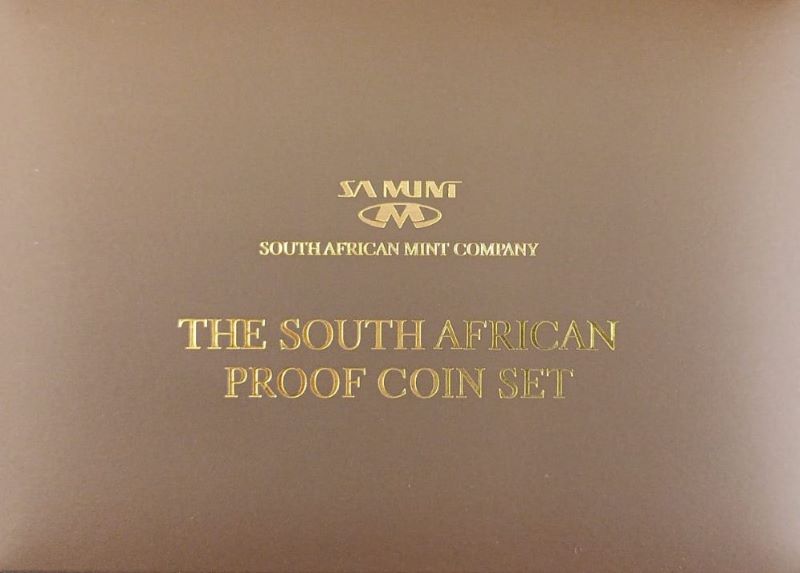 SA MINT
SOUTH AFRICAN MINT COMPANY
THE SOUTH AFRICAN
PROOF COIN SET